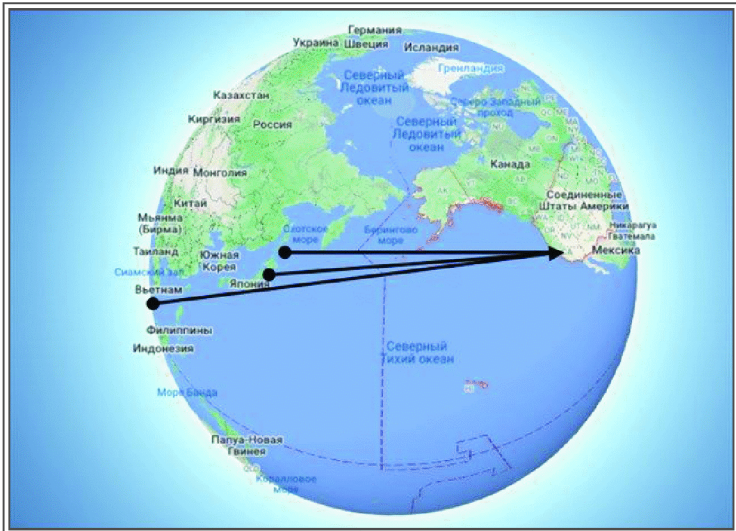 Германия
Украина Швеция Исландия
Гренландия
Северный
Ледовитый
океан
Казахстан
Северо-Западный
проход
Киргизия Россия
Северный
Ледовитый
океан
Канада
Индия Монголия
Соединенные
Штаты Америки
Китай
Мьянма
(Бирма)
Охотское
море
Берингово
море
Никарагуа
Гватемала
Таиланд
Южная
Корея
Мексика
Сиамский зал.
Япония
Вьетнам
Филиппины
Индонезия
Северный
Тихий океан
HI
Море Банда
Папуа-Новая
Гвинея
QLD
Коралловое
море